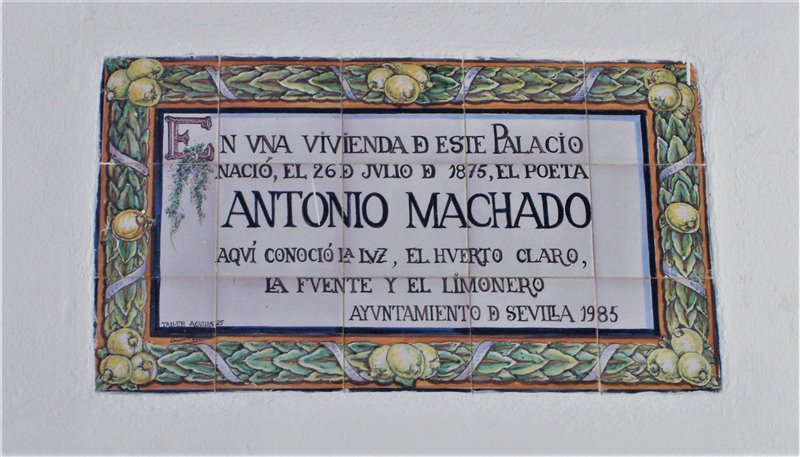 EN VNA VIVIENDA D ESTE PALACIO
NACIÓ, EL 26 D JVLIO D 1875, EL POETA
ANTONIO MACHADO
AQVÍ CONOCIÓ LA LVZ, EL HVERTO CLARO,
LA FVENTE Y EL LIMONERO
AYVNTAMIENTO D SEVILLA 1985